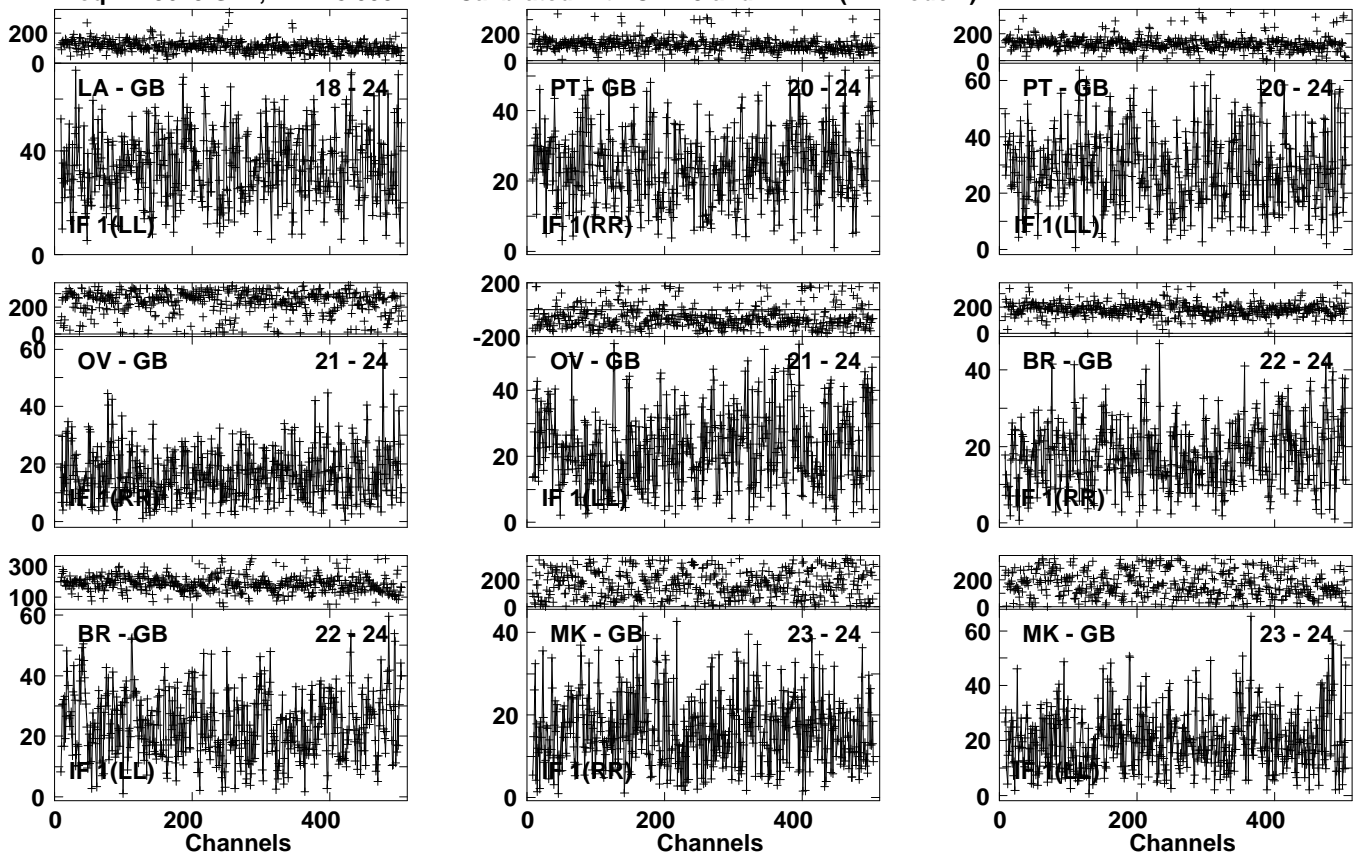 200
0
LA - GB 18 - 24
40
IF 1(LL)
0
200
0
PT - GB 20 - 24
40
30
20
IF 1(RR)
0
200
0
PT - GB 20 - 24
60
40
20
IF 1(LL)
0
200
0
OV - GB 21 - 24
60
40
20
IF 1(RR)
0
200
-200
OV - GB 21 - 24
40
20
IF 1(LL)
0
200
0
BR - GB 22 - 24
40
20
IF 1(RR)
0
300
100
BR - GB 22 - 24
60
40
20
IF 1(LL)
0
0 200 400
Channels
200
0
MK - GB 23 - 24
40
20
IF 1(RR)
0
0 200 400
Channels
200
0
MK - GB 23 - 24
60
40
20
IF 1(LL)
0
0 200 400
Channels